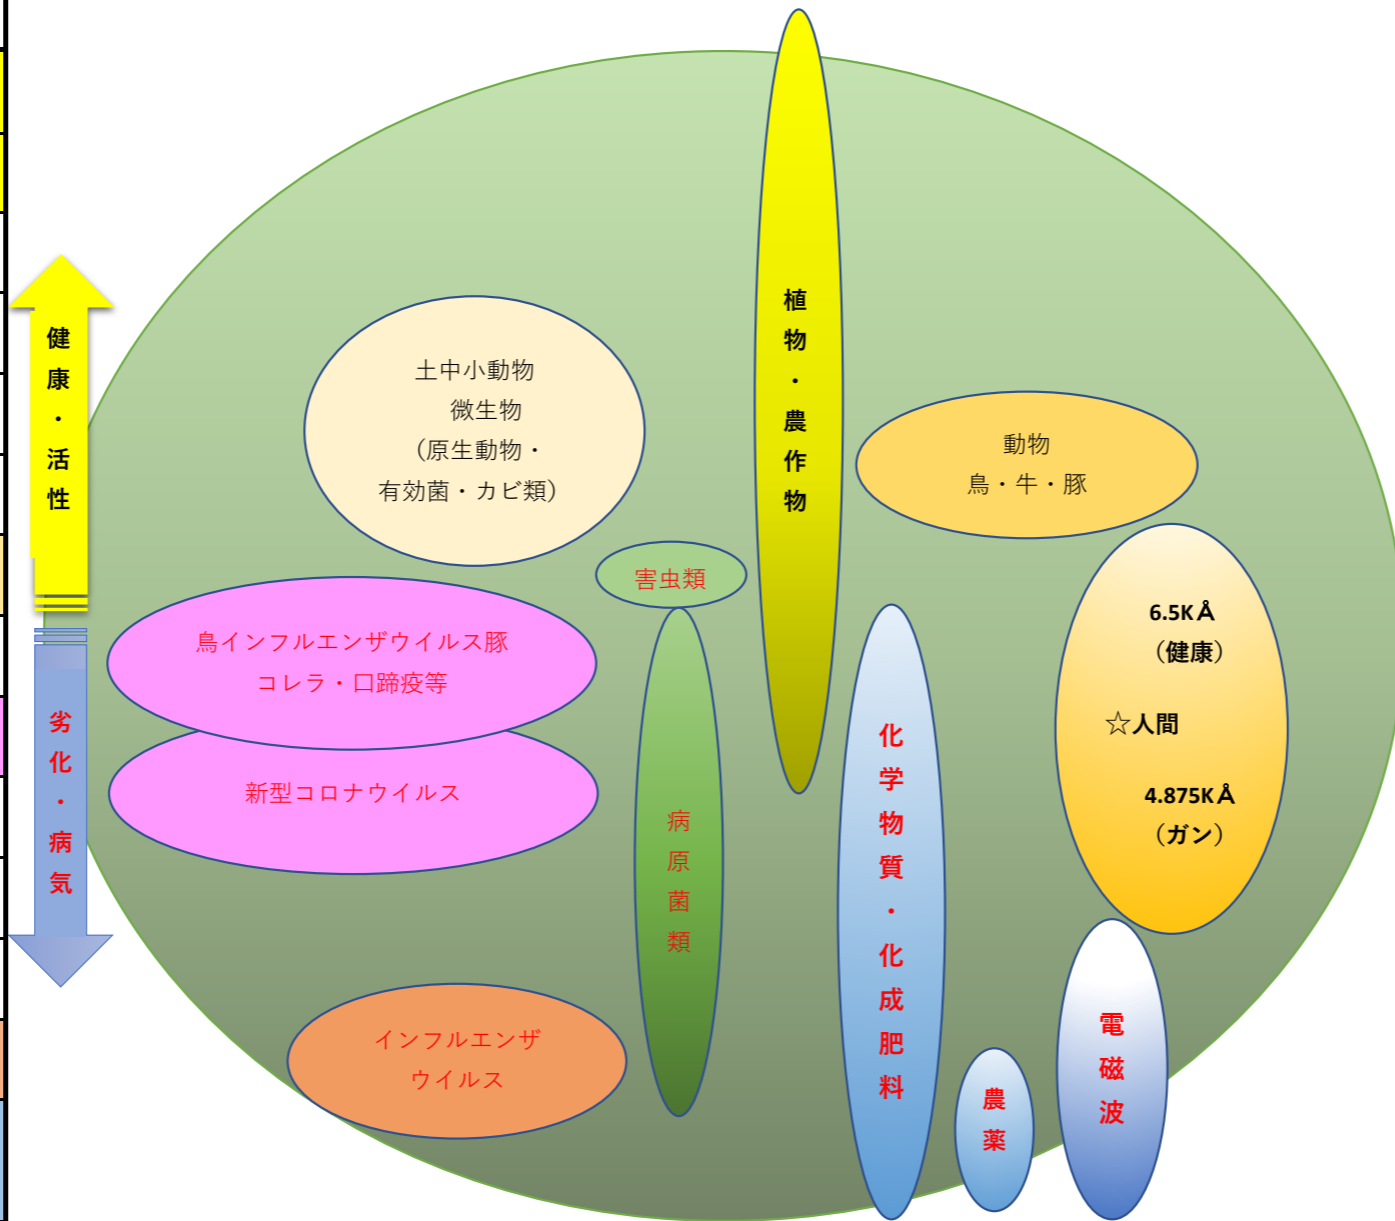 植物・農作物
健康・活性
土中小動物
微生物
（原生動物・
有効菌・カビ類）
動物
鳥・牛・豚
害虫類
鳥インフルエンザウイルス豚
コレラ・口蹄疫等
6.5KÅ
（健康）
☆人間
4.875KÅ
（ガン）
劣化・病気
新型コロナウイルス
病原菌類
化学物質・化成肥料
インフルエンザ
ウイルス
農薬
電磁波